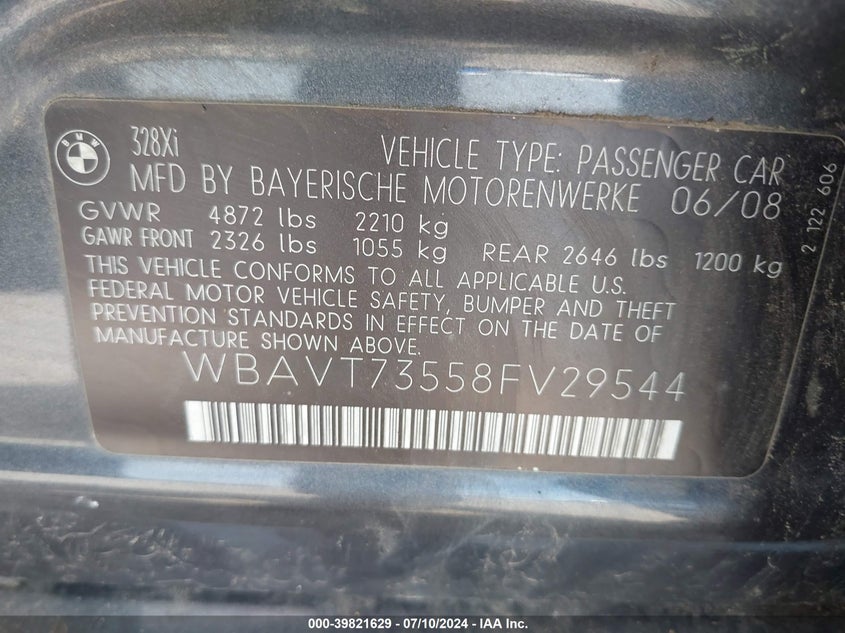 BMW
328Xi
VEHICLE TYPE: PASSENGER CAR
MFD BY BAYERISCHE MOTORENWERKE 06/08
GVWR 4872 lbs 2210 kg
GAWR FRONT 2326 lbs 1055 kg REAR 2646 lbs 1200 kg
THIS VEHICLE CONFORMS TO ALL APPLICABLE U.S.
FEDERAL MOTOR VEHICLE SAFETY, BUMPER AND THEFT
PREVENTION STANDARDS IN EFFECT ON THE DATE OF
MANUFACTURE SHOWN ABOVE.
WBAVT73558FV29544
2 122 606
000-39821629 / 07/10/2024 - IAA Inc.